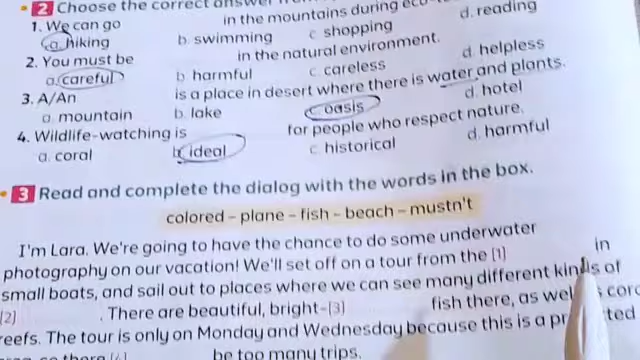 2 Choose the correct answer from
1. We can go in the mountains during eco-
a. hiking b. swimming c. shopping d. reading
2. You must be in the natural environment.
a. careful b. harmful c. careless d. helpless
3. A/An is a place in desert where there is water and plants.
a. mountain b. lake c. oasis d. hotel
4. Wildlife-watching is for people who respect nature.
a. coral b. ideal c. historical d. harmful
3 Read and complete the dialog with the words in the box.
colored – plane – fish – beach – mustn't
I'm Lara. We're going to have the chance to do some underwater
photography on our vacation! We'll set off on a tour from the [1] in
small boats, and sail out to places where we can see many different kinds of
[2] . There are beautiful, bright-[3] fish there, as
reefs. The tour is only on Monday and Wednesday because this is a
there [4] be too many trips.